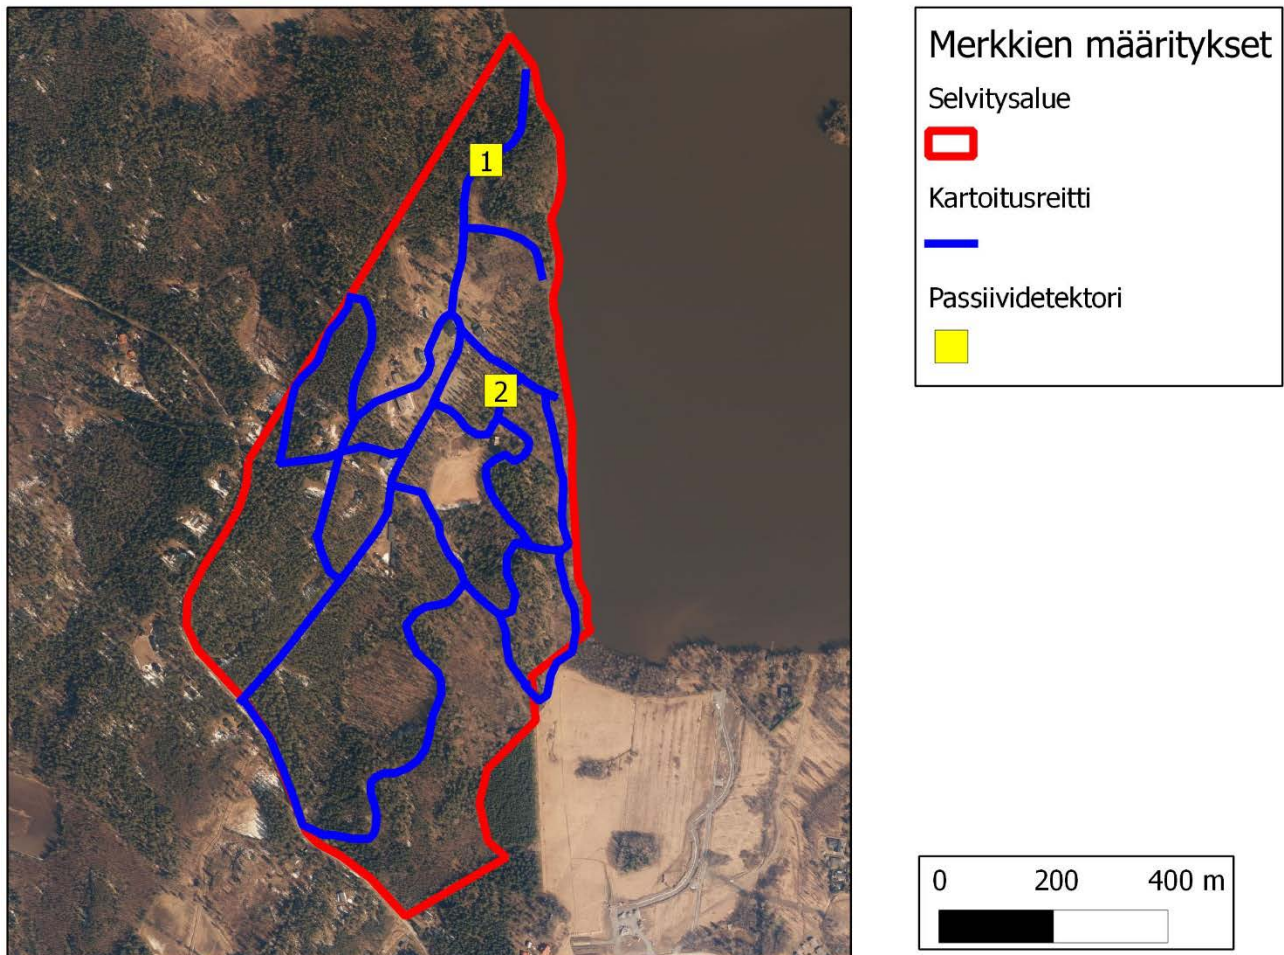 1
2
Merkkien määritykset
Selvitysalue
Kartoitusreitti
Passiividetektori
0 200 400 m